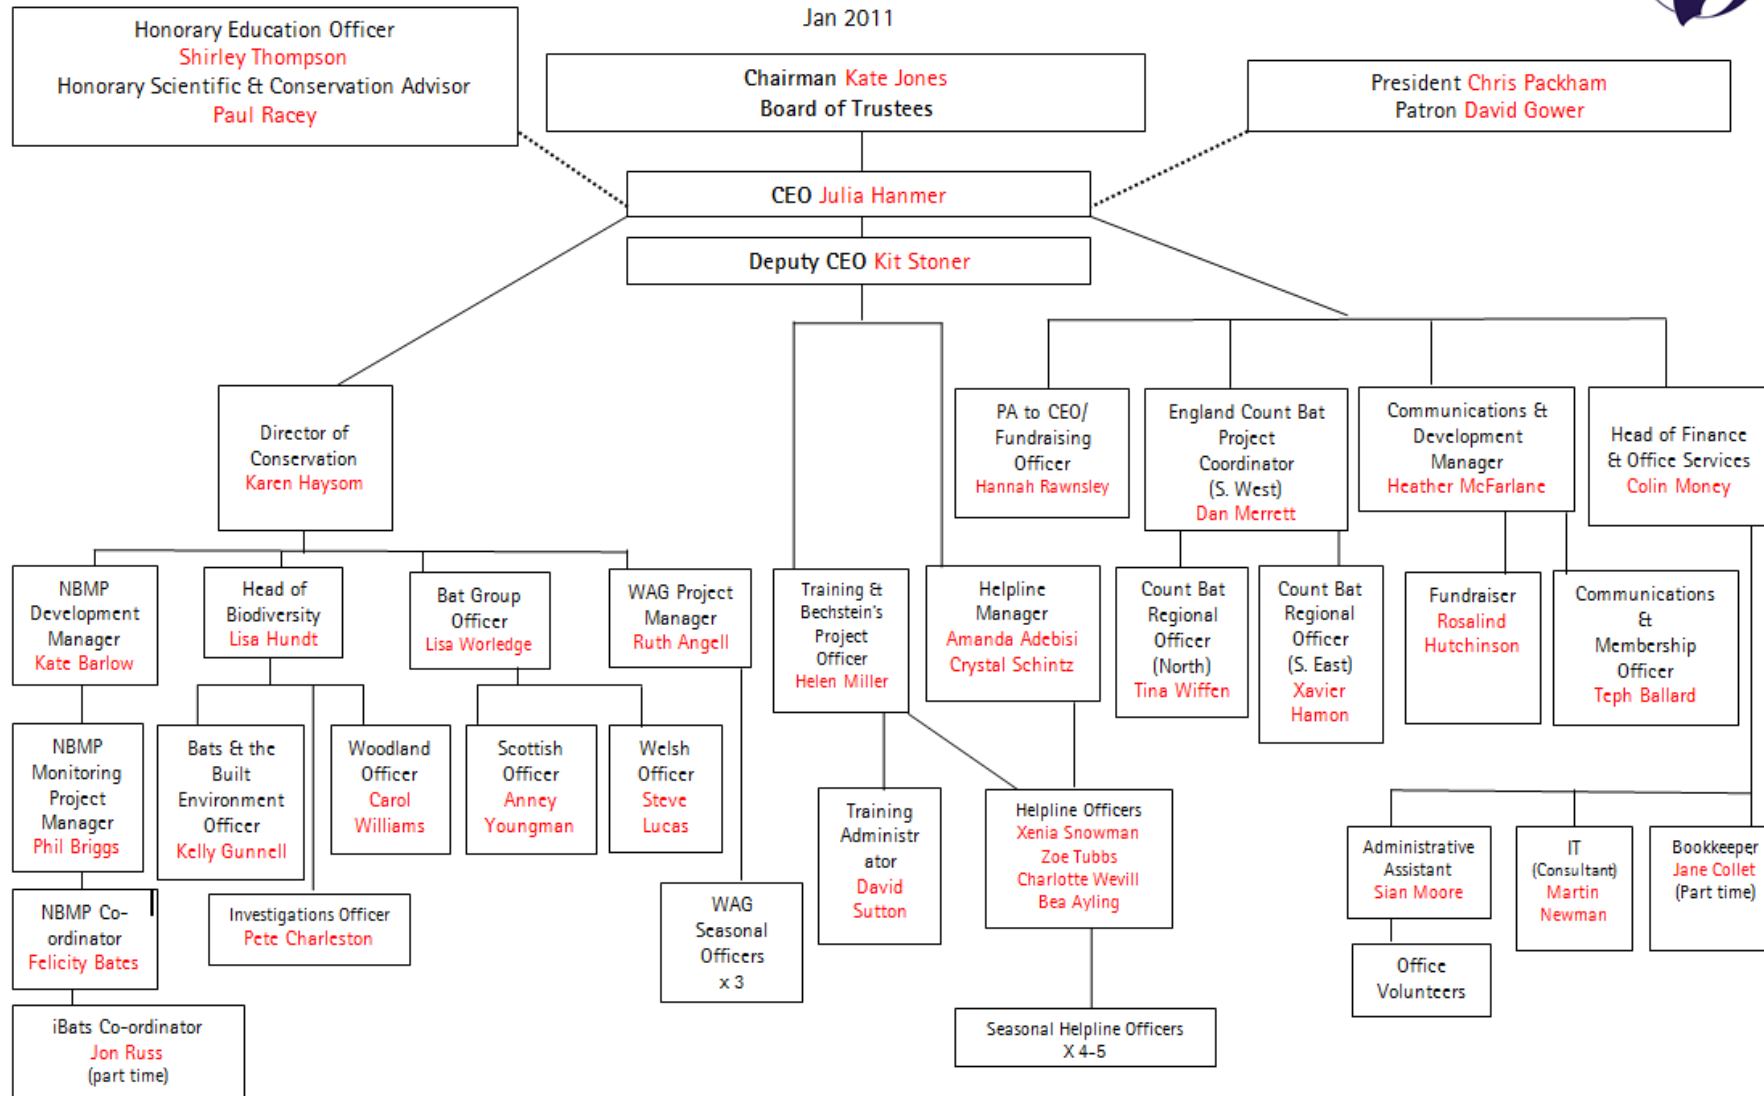 Jan 2011
Honorary Education Officer
Shirley Thompson
Honorary Scientific & Conservation Advisor
Paul Racey
Chairman Kate Jones
Board of Trustees
President Chris Packham
Patron David Gower
CEO Julia Hanmer
Deputy CEO Kit Stoner
Director of
Conservation
Karen Haysom
PA to CEO/
Fundraising
Officer
Hannah Rawnsley
England Count Bat
Project
Coordinator
(S. West)
Dan Merrett
Communications &
Development
Manager
Heather McFarlane
Head of Finance
& Office Services
Colin Money
NBMP
Development
Manager
Kate Barlow
Head of
Biodiversity
Lisa Hundt
Bat Group
Officer
Lisa Worledge
WAG Project
Manager
Ruth Angell
Training &
Bechstein's
Project
Officer
Helen Miller
Helpline
Manager
Amanda Adebisi
Crystal Schintz
Count Bat
Regional
Officer
(North)
Tina Wiffen
Count Bat
Regional
Officer
(S. East)
Xavier
Hamon
Fundraiser
Rosalind
Hutchinson
Communications
&
Membership
Officer
Teph Ballard
NBMP
Monitoring
Project
Manager
Phil Briggs
Bats & the
Built
Environment
Officer
Kelly Gunnell
Woodland
Officer
Carol
Williams
Scottish
Officer
Anney
Youngman
Welsh
Officer
Steve
Lucas
Training
Administr
ator
David
Sutton
Helpline Officers
Xenia Snowman
Zoe Tubbs
Charlotte Wevill
Bea Ayling
Administrative
Assistant
Sian Moore
IT
(Consultant)
Martin
Newman
Bookkeeper
Jane Collet
(Part time)
NBMP Co-
ordinator
Felicity Bates
Investigations Officer
Pete Charleston
WAG
Seasonal
Officers
x 3
Office
Volunteers
iBats Co-ordinator
Jon Russ
(part time)
Seasonal Helpline Officers
X 4-5